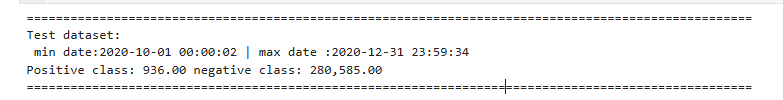 ====================================================================================================
Test dataset:
min date:2020-10-01 00:00:02 | max date :2020-12-31 23:59:34
Positive class: 936.00 negative class: 280,585.00
====================================================================================================